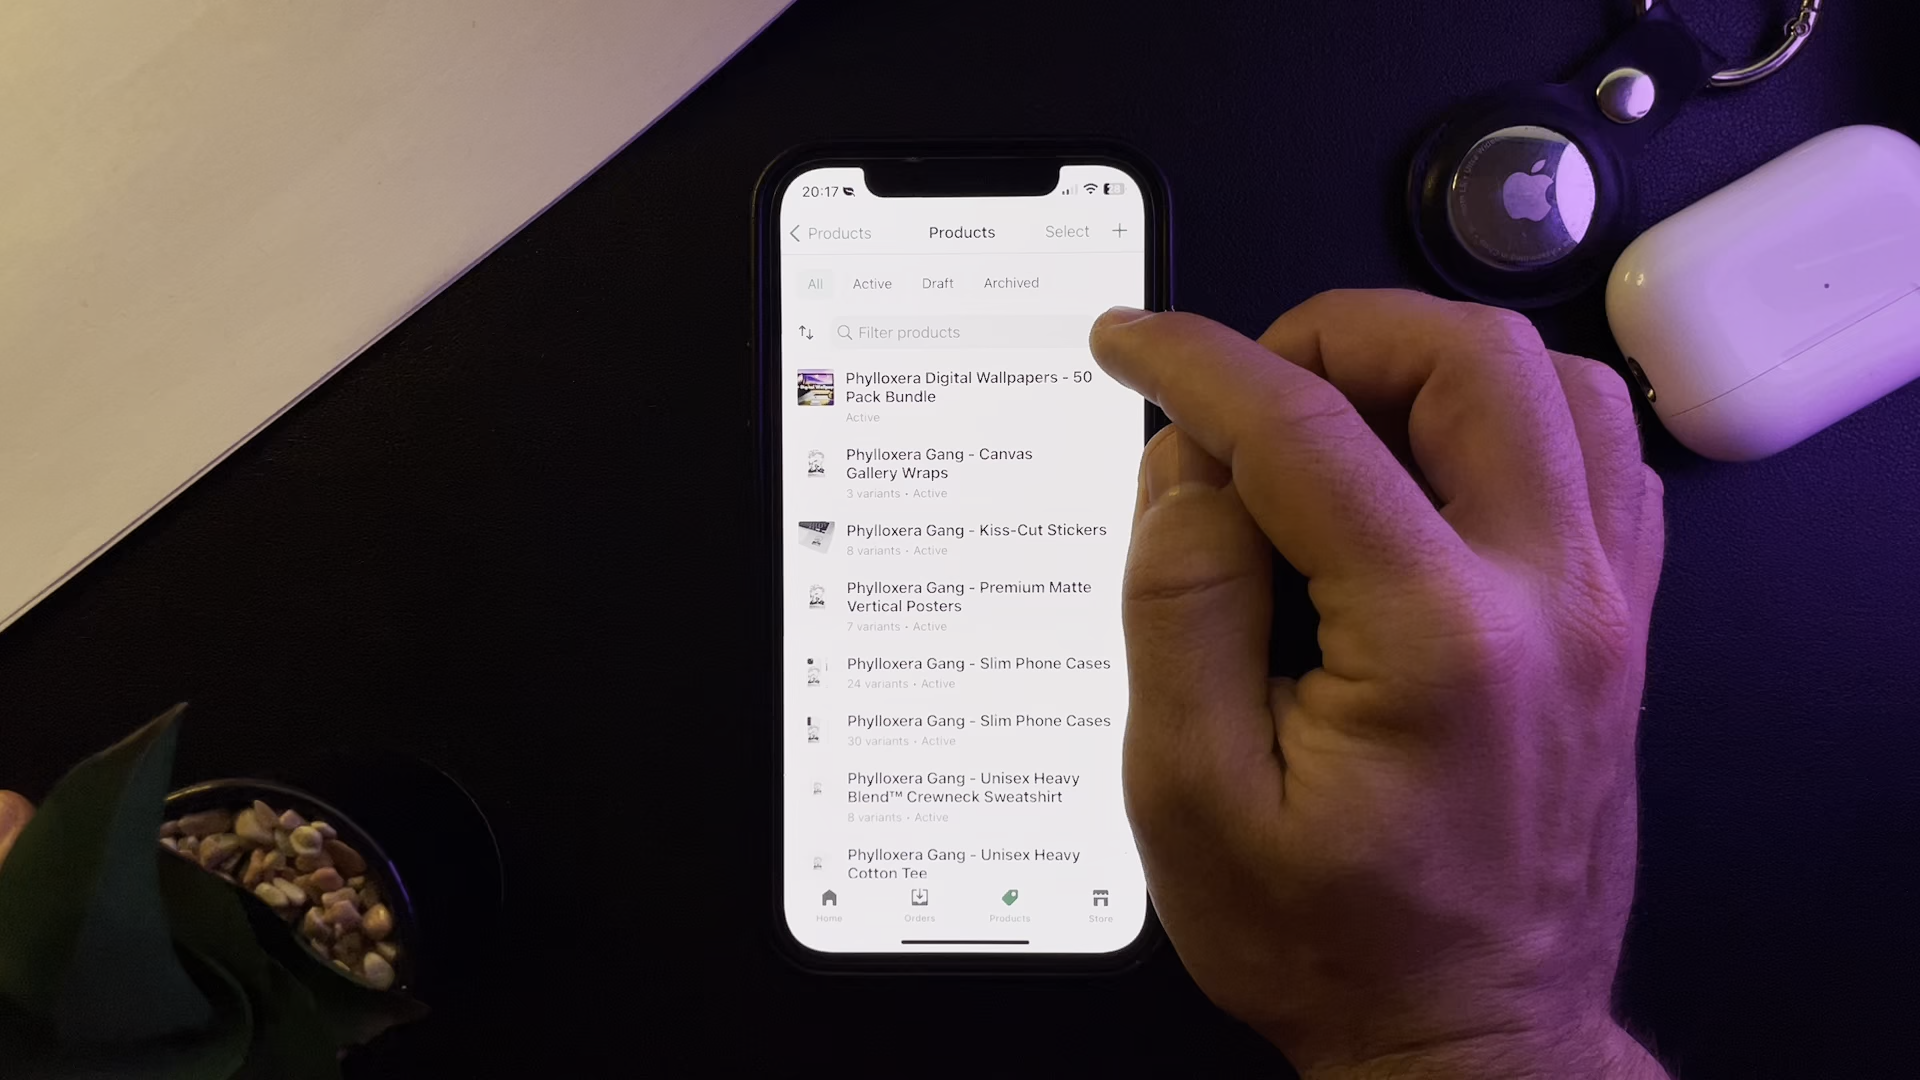 20:17
Products
Products
Select
All
Active
Draft
Archived
Filter products
Phylloxera Digital Wallpapers - 50
Pack Bundle
Active
Phylloxera Gang - Canvas
Gallery Wraps
3 variants • Active
Phylloxera Gang - Kiss-Cut Stickers
8 variants • Active
Phylloxera Gang - Premium Matte
Vertical Posters
7 variants • Active
Phylloxera Gang - Slim Phone Cases
24 variants • Active
Phylloxera Gang - Slim Phone Cases
30 variants • Active
Phylloxera Gang - Unisex Heavy
Blend™ Crewneck Sweatshirt
8 variants • Active
Phylloxera Gang - Unisex Heavy
Cotton Tee
Home
Orders
Products
Store